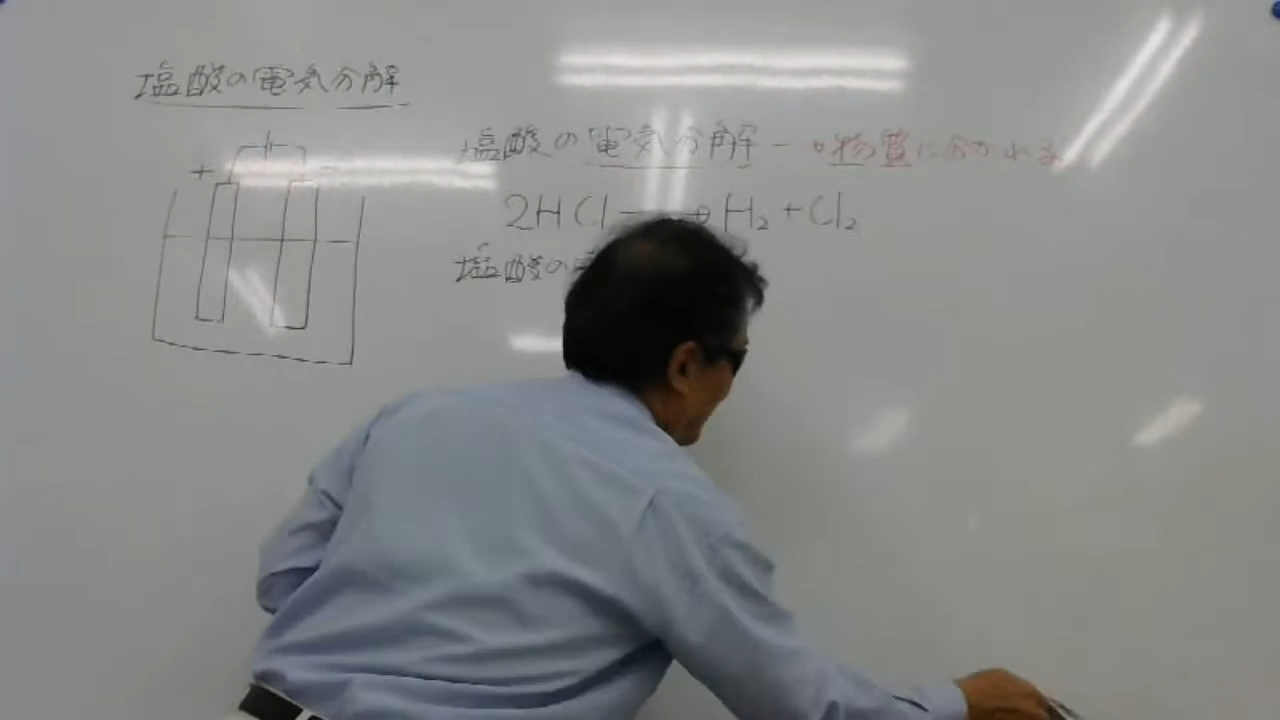 塩酸の電気分解
+ -
塩酸の電気分解 - 物質に分かれる
2HCl → H₂ + Cl₂
塩酸の